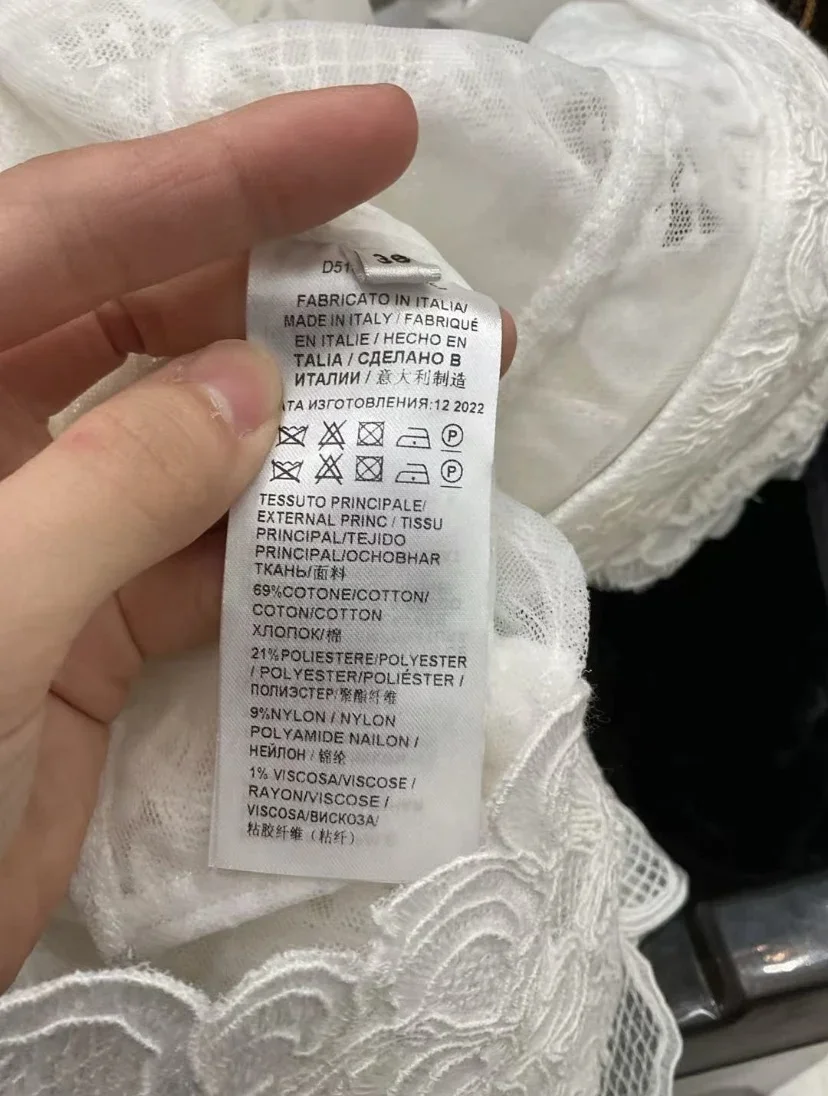 38
D51
FABRICATO IN ITALIA/
MADE IN ITALY / FABRIQUÉ
EN ITALIE / HECHO EN
TALIA / СДЕЛАНО В
ИТАЛИИ / 意大利制造
ТА ИЗГОТОВЛЕНИЯ:12 2022
P
P
TESSUTO PRINCIPALE/
EXTERNAL PRINC / TISSU
PRINCIPAL/TEJIDO
PRINCIPAL/ОСНОВНАЯ
ТКАНЬ/面料
69%COTONE/COTTON/
COTON/COTTON
ХЛОПОК/棉
21%POLIESTERE/POLYESTER
/ POLYESTER/POLIÉSTER /
ПОЛИЭСТЕР/聚酯纤维
9%NYLON / NYLON
POLYAMIDE NAILON /
НЕЙЛОН / 锦纶
1% VISCOSA/VISCOSE /
RAYON/VISCOSE /
VISCOSA/ВИСКОЗА/
粘胶纤维（粘纤）